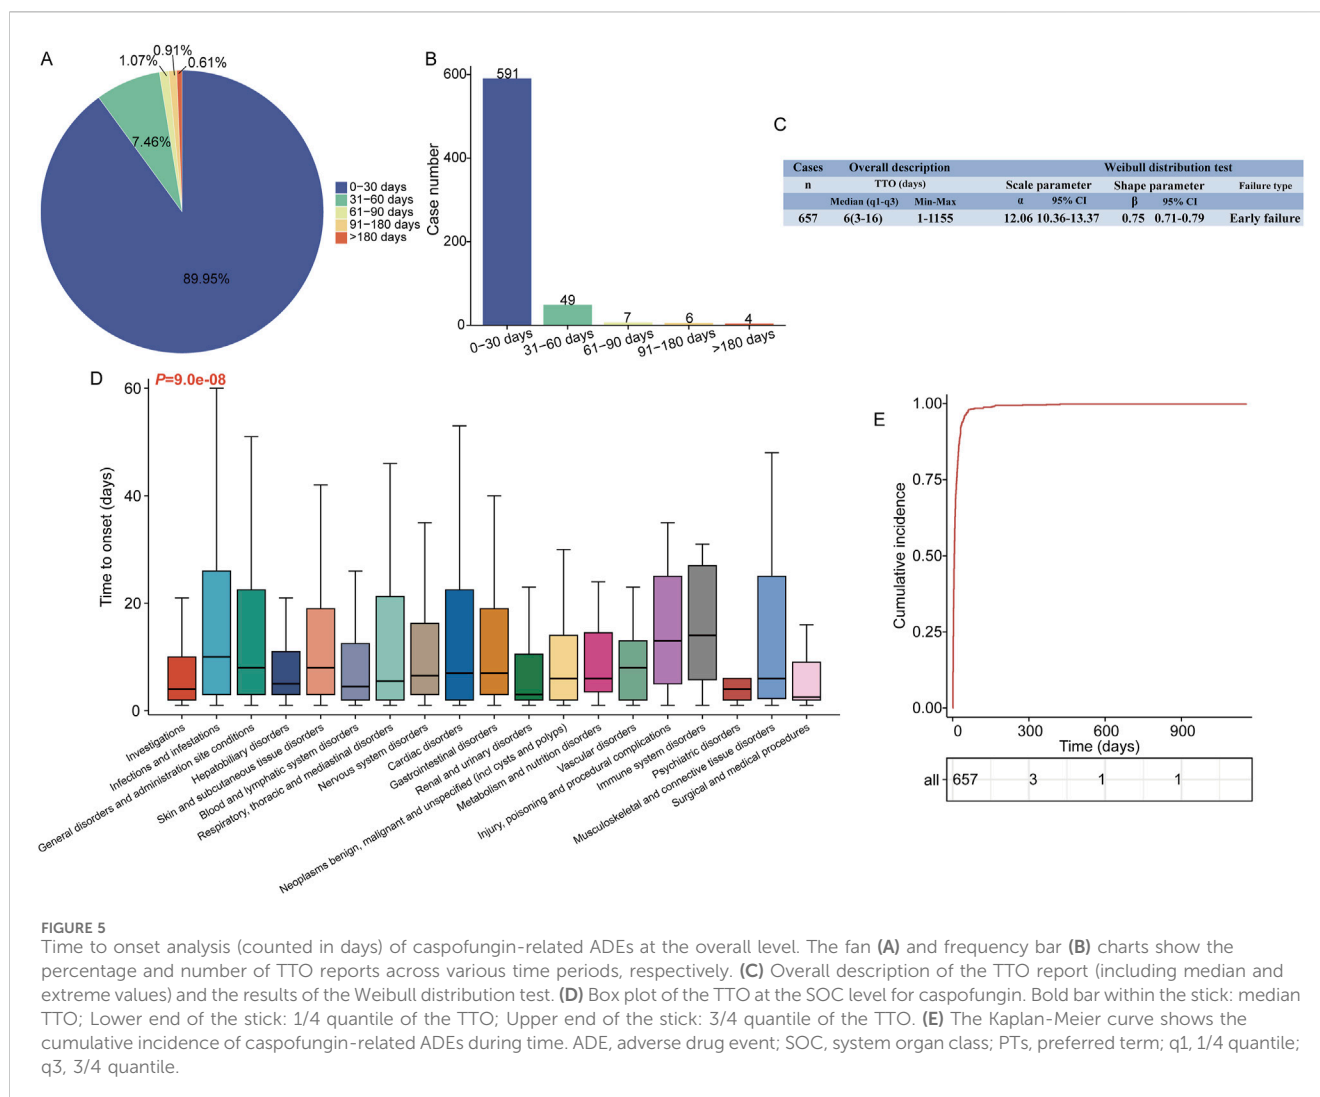 A
0.91%
1.07%
0.61%
7.46%
89.95%
0−30 days
31−60 days
61−90 days
91−180 days
>180 days
B
Case number
600
400
200
0
591
49
7
6
4
0−30 days
31−60 days
61−90 days
91−180 days
>180 days
C
Cases Overall description Weibull distribution test
n TTO (days) Scale parameter Shape parameter Failure type
Median (q1-q3) Min-Max α 95% CI β 95% CI
657 6(3-16) 1-1155 12.06 10.36-13.37 0.75 0.71-0.79 Early failure
D
P=9.0e-08
Time to onset (days)
60
40
20
0
Investigations
Infections and infestations
General disorders and administration site conditions
Hepatobiliary disorders
Skin and subcutaneous tissue disorders
Blood and lymphatic system disorders
Respiratory, thoracic and mediastinal disorders
Nervous system disorders
Cardiac disorders
Gastrointestinal disorders
Renal and urinary disorders
Neoplasms benign, malignant and unspecified (incl cysts and polyps)
Metabolism and nutrition disorders
Vascular disorders
Injury, poisoning and procedural complications
Immune system disorders
Psychiatric disorders
Musculoskeletal and connective tissue disorders
Surgical and medical procedures
E
Cumulative incidence
1.00
0.75
0.50
0.25
0.00
0 300 600 900
Time (days)
all 657 3 1 1
FIGURE 5
Time to onset analysis (counted in days) of caspofungin-related ADEs at the overall level. The fan (A) and frequency bar (B) charts show the
percentage and number of TTO reports across various time periods, respectively. (C) Overall description of the TTO report (including median and
extreme values) and the results of the Weibull distribution test. (D) Box plot of the TTO at the SOC level for caspofungin. Bold bar within the stick: median
TTO; Lower end of the stick: 1/4 quantile of the TTO; Upper end of the stick: 3/4 quantile of the TTO. (E) The Kaplan-Meier curve shows the
cumulative incidence of caspofungin-related ADEs during time. ADE, adverse drug event; SOC, system organ class; PTs, preferred term; q1, 1/4 quantile;
q3, 3/4 quantile.